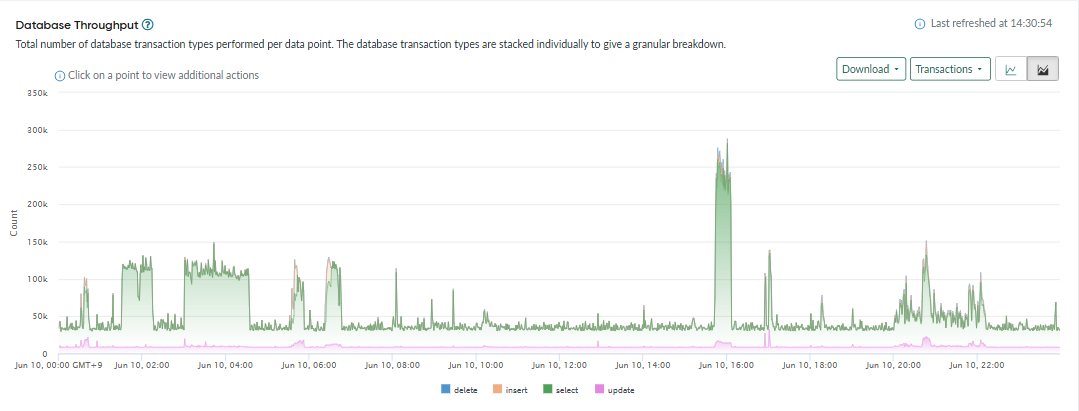 Database Throughput ?
Last refreshed at 14:30:54
Total number of database transaction types performed per data point. The database transaction types are stacked individually to give a granular breakdown.
Click on a point to view additional actions
Download
Transactions
350k
300k
250k
200k
150k
100k
50k
0
Count
Jun 10, 00:00 GMT+9 Jun 10, 02:00 Jun 10, 04:00 Jun 10, 06:00 Jun 10, 08:00 Jun 10, 10:00 Jun 10, 12:00 Jun 10, 14:00 Jun 10, 16:00 Jun 10, 18:00 Jun 10, 20:00 Jun 10, 22:00
delete insert select update